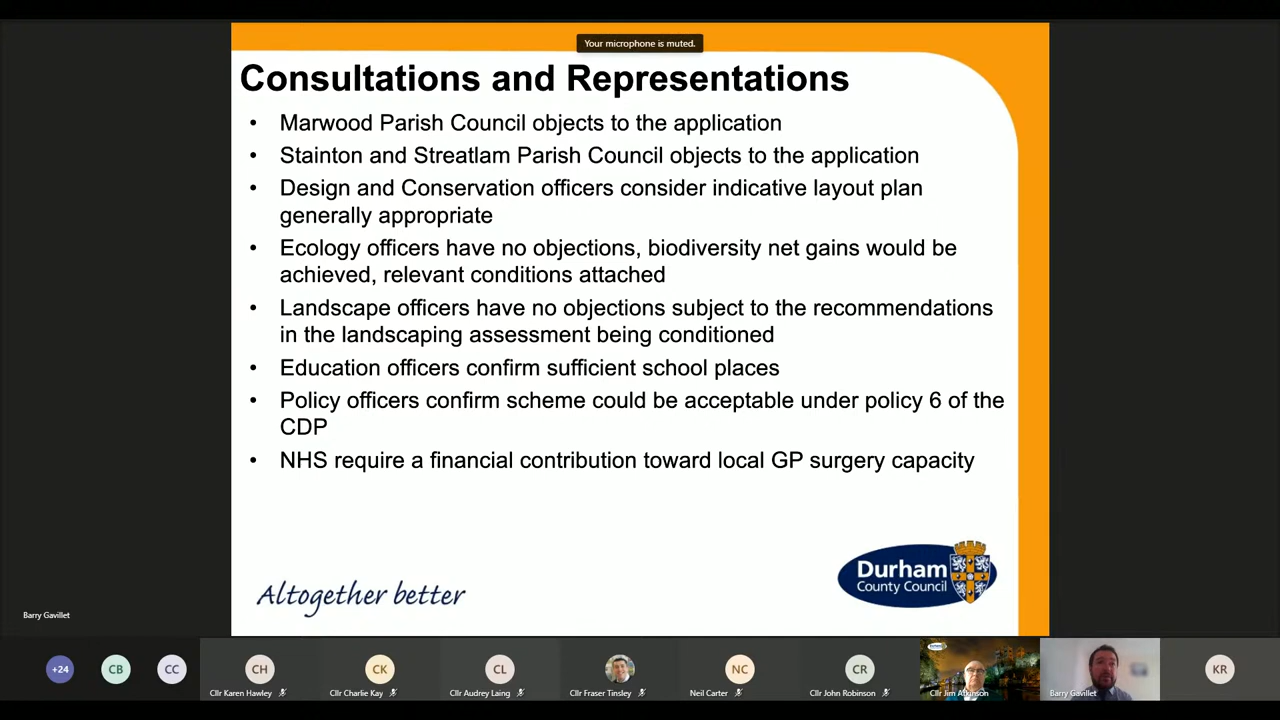 Your microphone is muted.
Consultations and Representations
• Marwood Parish Council objects to the application
• Stainton and Streatlam Parish Council objects to the application
• Design and Conservation officers consider indicative layout plan
generally appropriate
• Ecology officers have no objections, biodiversity net gains would be
achieved, relevant conditions attached
• Landscape officers have no objections subject to the recommendations
in the landscaping assessment being conditioned
• Education officers confirm sufficient school places
• Policy officers confirm scheme could be acceptable under policy 6 of the
CDP
• NHS require a financial contribution toward local GP surgery capacity
Altogether better
Durham
County Council
Barry Gavillet
+24
CB
CC
CH
CK
CL
NC
CR
KR
Cllr Karen Hawley
Cllr Charlie Kay
Cllr Audrey Laing
Cllr Fraser Tinsley
Neil Carter
Cllr John Robinson
Cllr Jim Atkinson
Barry Gavillet